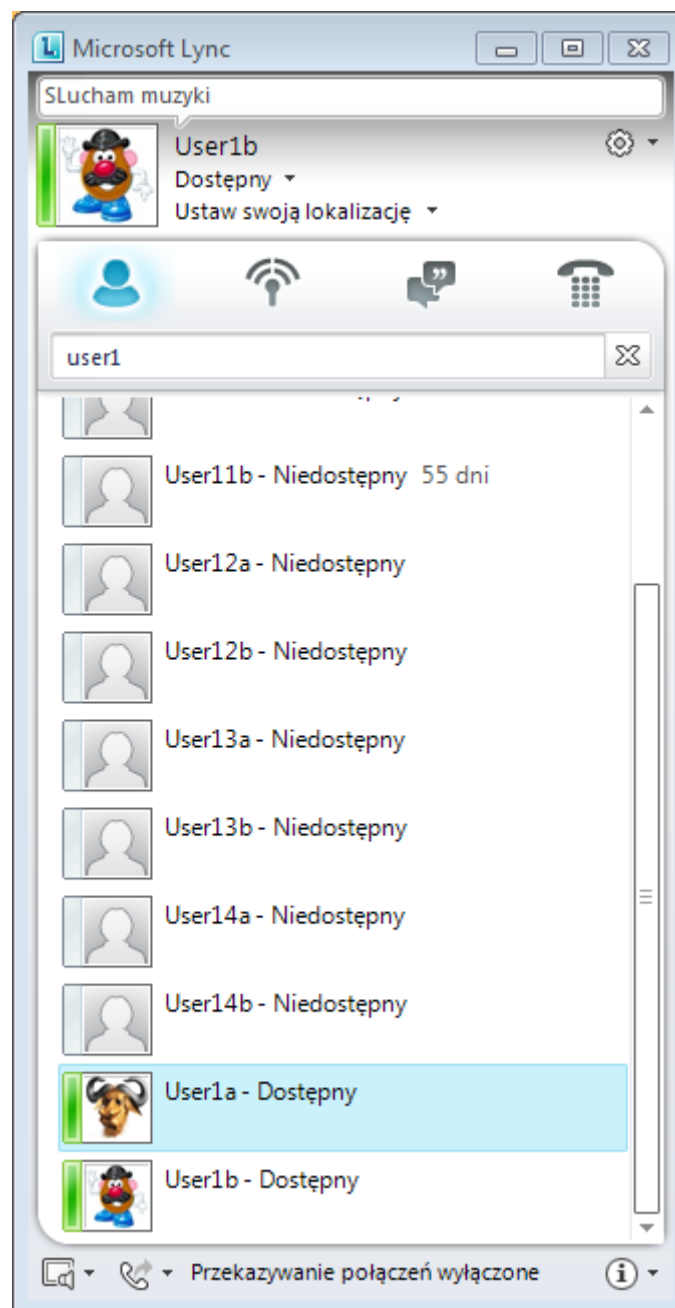 Microsoft Lync
SLucham muzyki
User1b
Dostępny
Ustaw swoją lokalizację
user1
User11b - Niedostępny 55 dni
User12a - Niedostępny
User12b - Niedostępny
User13a - Niedostępny
User13b - Niedostępny
User14a - Niedostępny
User14b - Niedostępny
User1a - Dostępny
User1b - Dostępny
Przekazywanie połączeń wyłączone